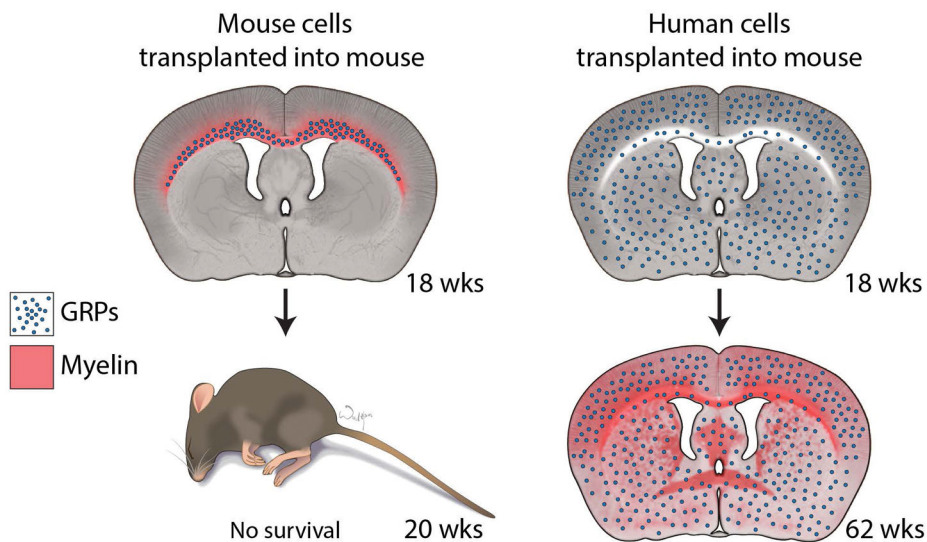 Mouse cells
transplanted into mouse
Human cells
transplanted into mouse
18 wks
18 wks
GRPs
Myelin
No survival
20 wks
62 wks